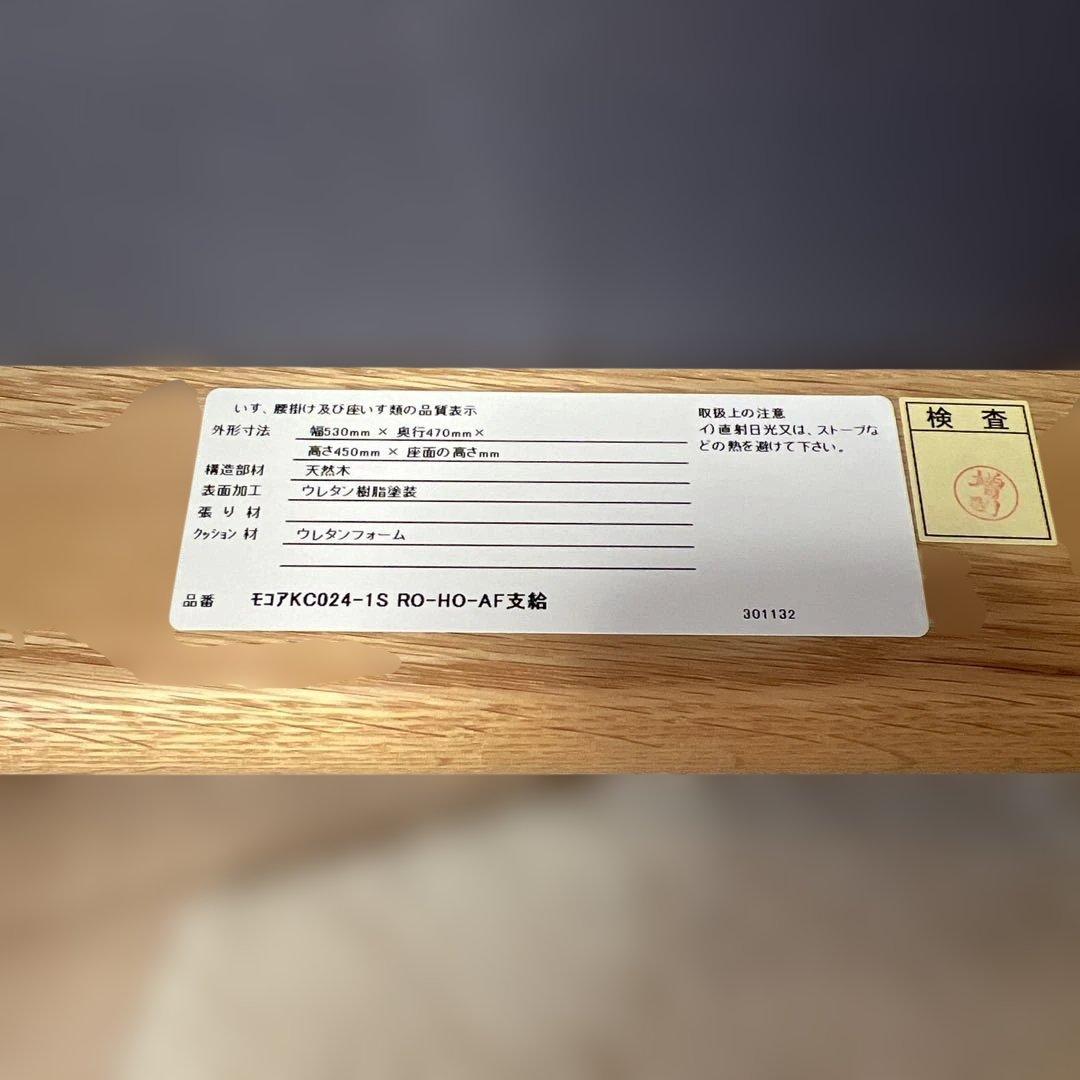 いす、腰掛け及び座いす類の品質表示
外形寸法 幅530mm × 奥行470mm×
高さ450mm × 座面の高さmm
構造部材 天然木
表面加工 ウレタン樹脂塗装
張り材
クッション材 ウレタンフォーム
品番 モコアKC024-1S RO-HO-AF支給
301132
取扱上の注意
イ)直射日光又は、ストーブな
どの熱を避けて下さい。
検査